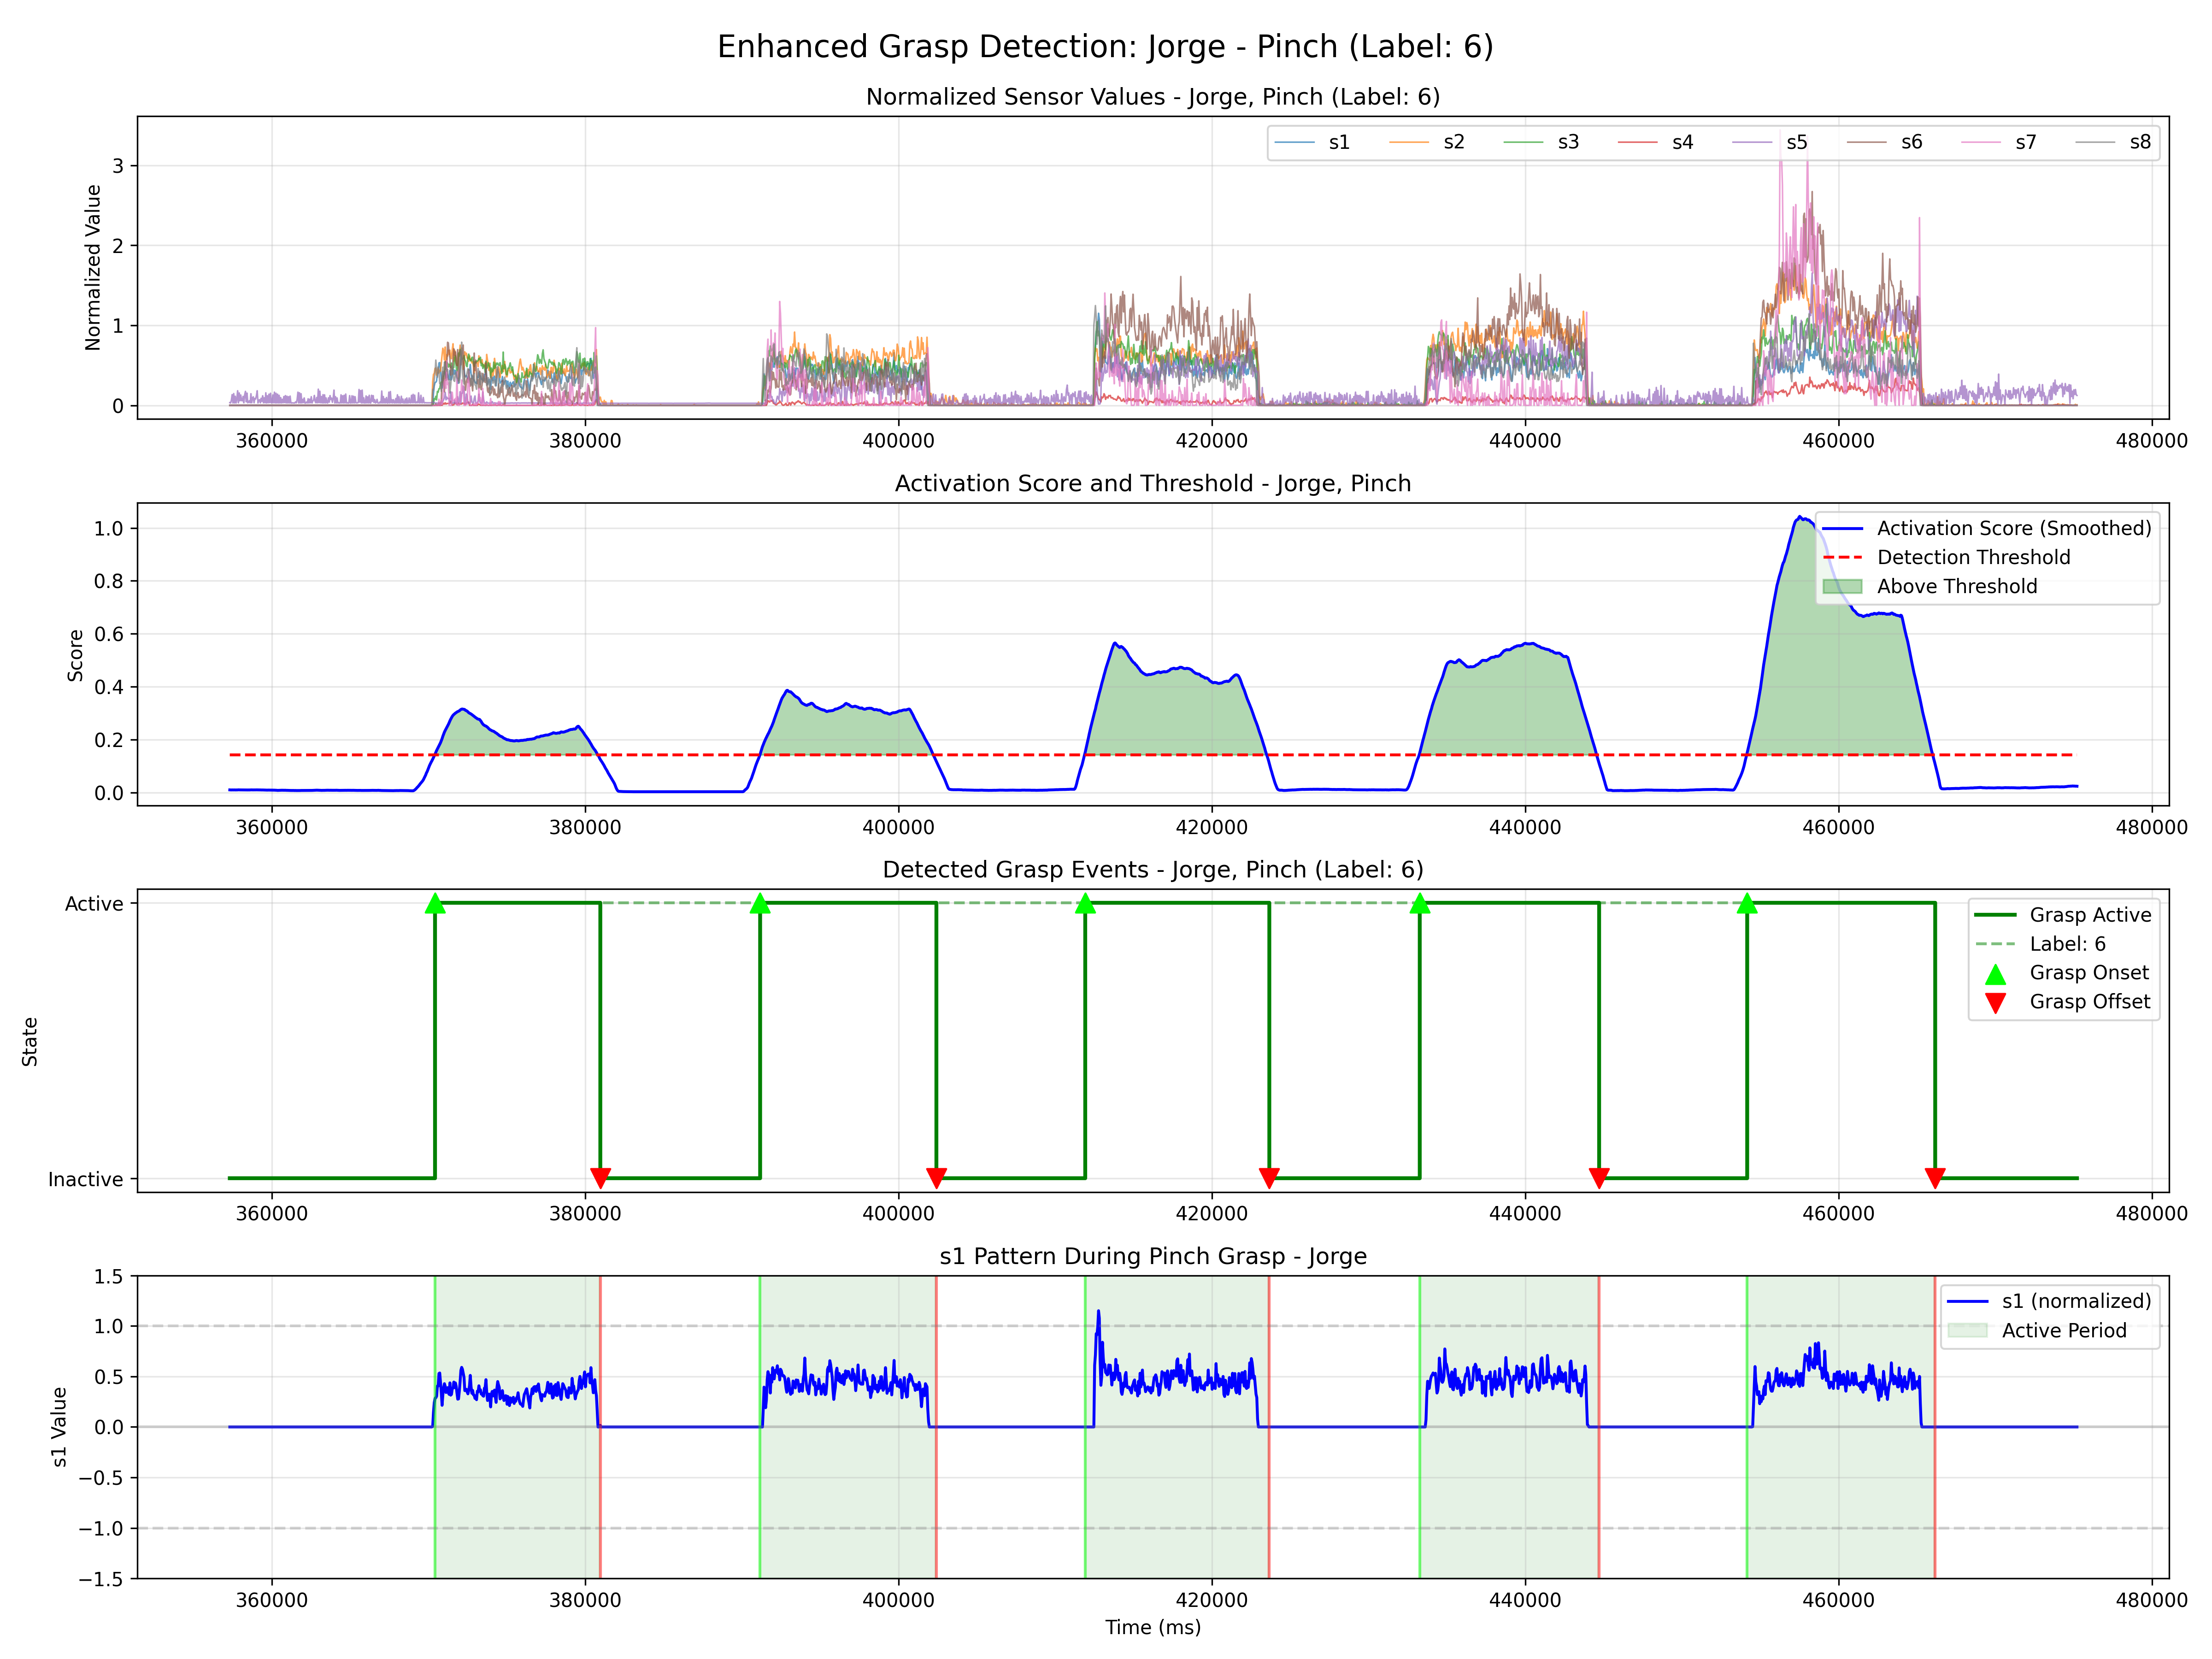 Enhanced Grasp Detection: Jorge - Pinch (Label: 6)
Normalized Sensor Values - Jorge, Pinch (Label: 6)
s1 s2 s3 s4 s5 s6 s7 s8
Normalized Value
3
2
1
0
360000 380000 400000 420000 440000 460000 480000
Activation Score and Threshold - Jorge, Pinch
Activation Score (Smoothed)
Detection Threshold
Above Threshold
Score
1.0
0.8
0.6
0.4
0.2
0.0
360000 380000 400000 420000 440000 460000 480000
Detected Grasp Events - Jorge, Pinch (Label: 6)
Grasp Active
Label: 6
Grasp Onset
Grasp Offset
State
Active
Inactive
360000 380000 400000 420000 440000 460000 480000
s1 Pattern During Pinch Grasp - Jorge
s1 (normalized)
Active Period
s1 Value
1.5
1.0
0.5
0.0
−0.5
−1.0
−1.5
360000 380000 400000 420000 440000 460000 480000
Time (ms)